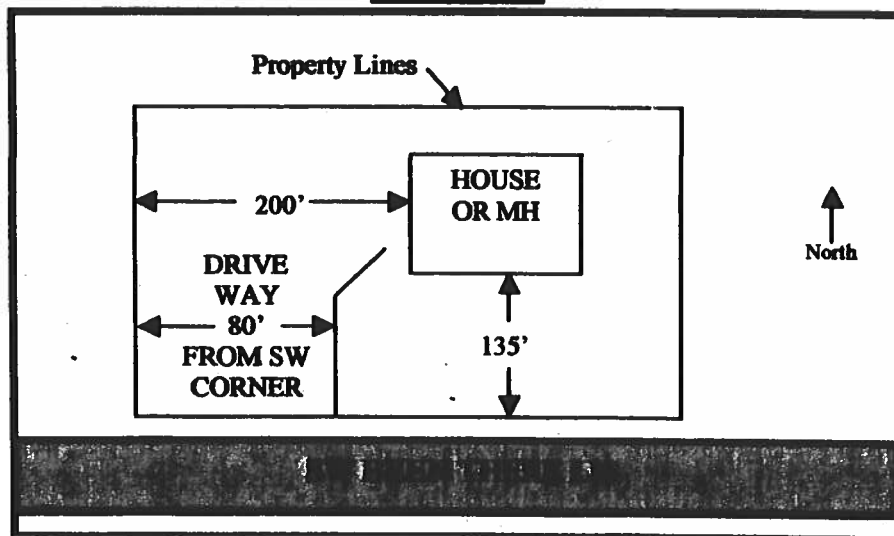 Property Lines
HOUSE
OR MH
200'
North
DRIVE
WAY
80'
FROM SW
CORNER
135'